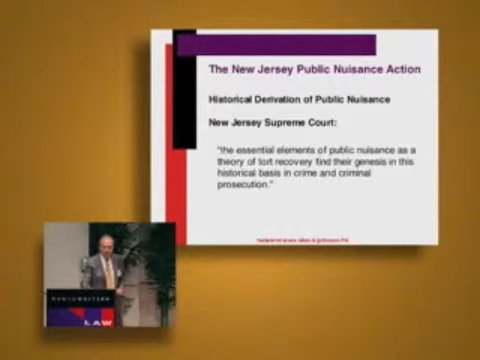 The New Jersey Public Nuisance Action
Historical Derivation of Public Nuisance
New Jersey Supreme Court:
"the essential elements of public nuisance as a
theory of tort recovery find their genesis in this
historical basis in crime and criminal
prosecution."
NORTHWESTERN
LAW